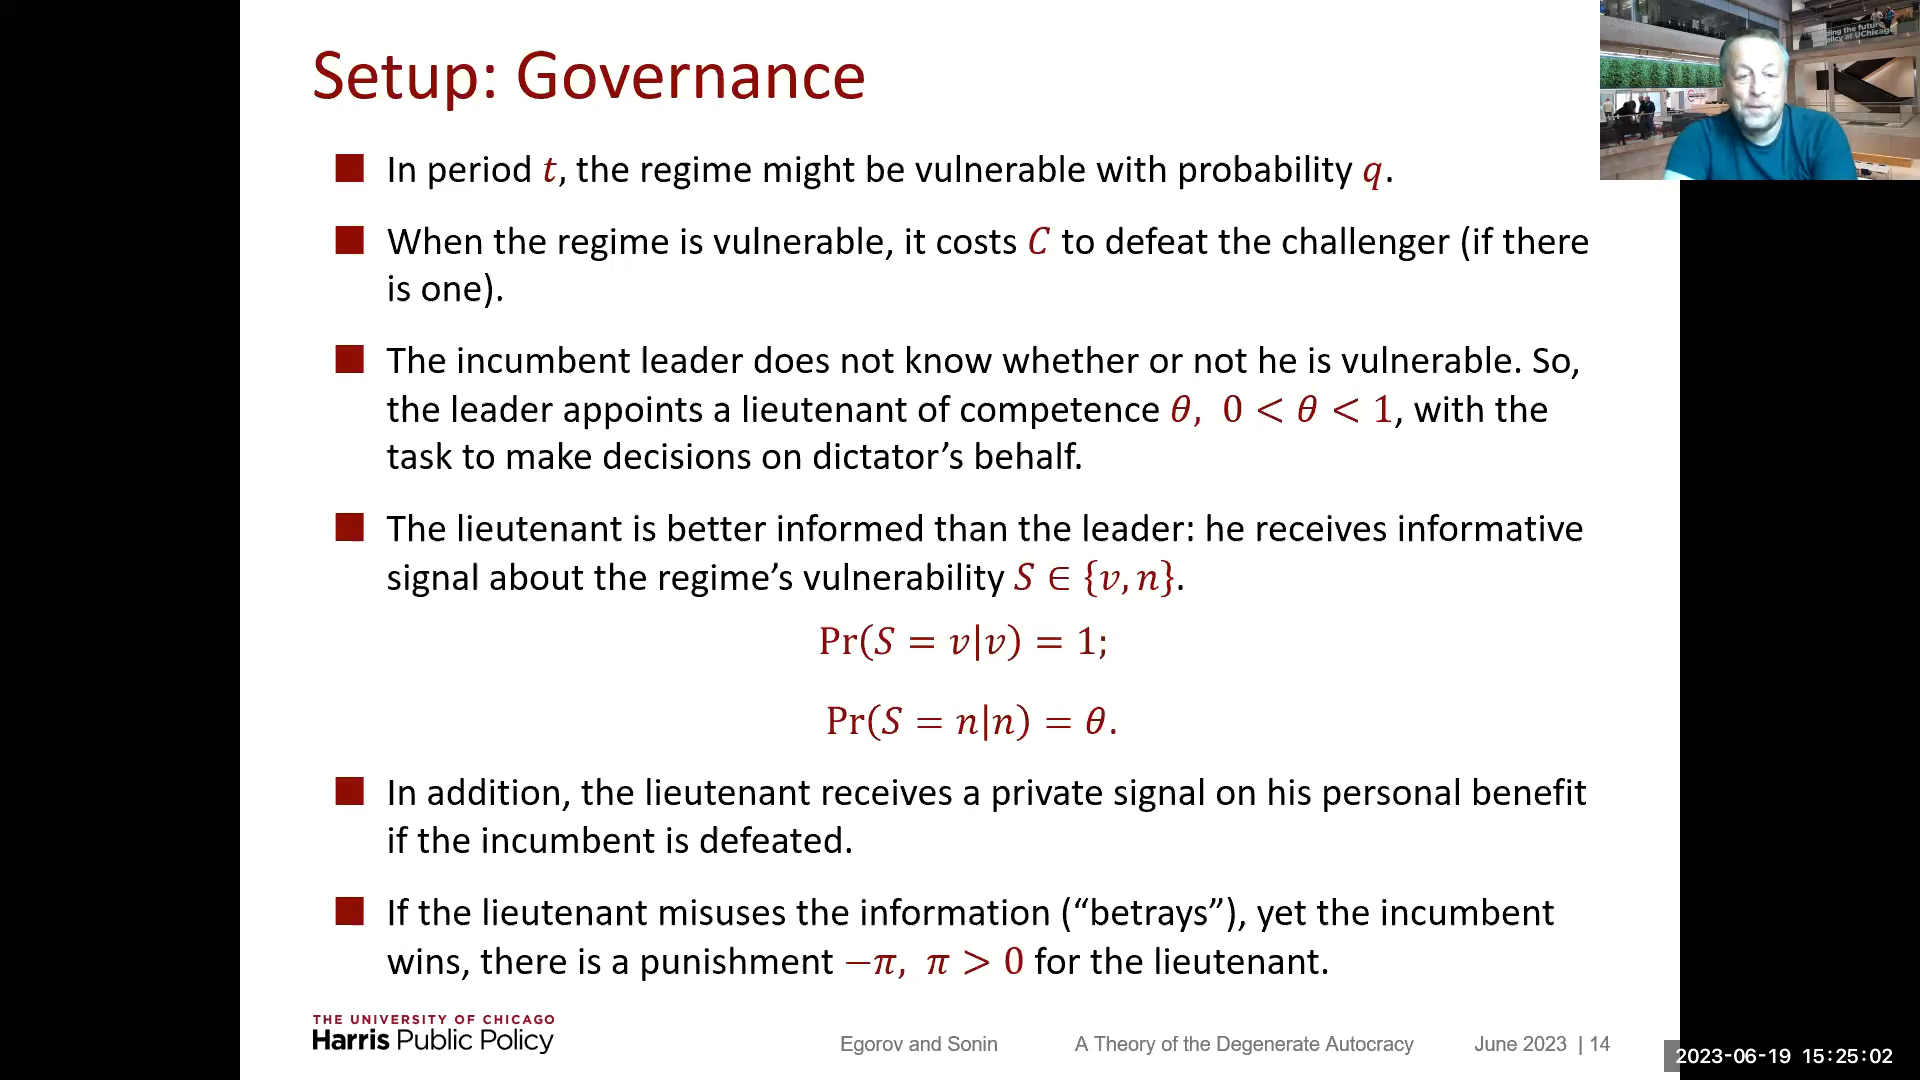 Setup: Governance
In period t, the regime might be vulnerable with probability q.
When the regime is vulnerable, it costs C to defeat the challenger (if there
is one).
The incumbent leader does not know whether or not he is vulnerable. So,
the leader appoints a lieutenant of competence θ, 0 < θ < 1, with the
task to make decisions on dictator’s behalf.
The lieutenant is better informed than the leader: he receives informative
signal about the regime’s vulnerability S ∈ {v, n}.
Pr(S = v|v) = 1;
Pr(S = n|n) = θ.
In addition, the lieutenant receives a private signal on his personal benefit
if the incumbent is defeated.
If the lieutenant misuses the information (“betrays”), yet the incumbent
wins, there is a punishment −π, π > 0 for the lieutenant.
THE UNIVERSITY OF CHICAGO
Harris Public Policy
Egorov and Sonin A Theory of the Degenerate Autocracy June 2023 | 14
2023-06-19 15:25:02